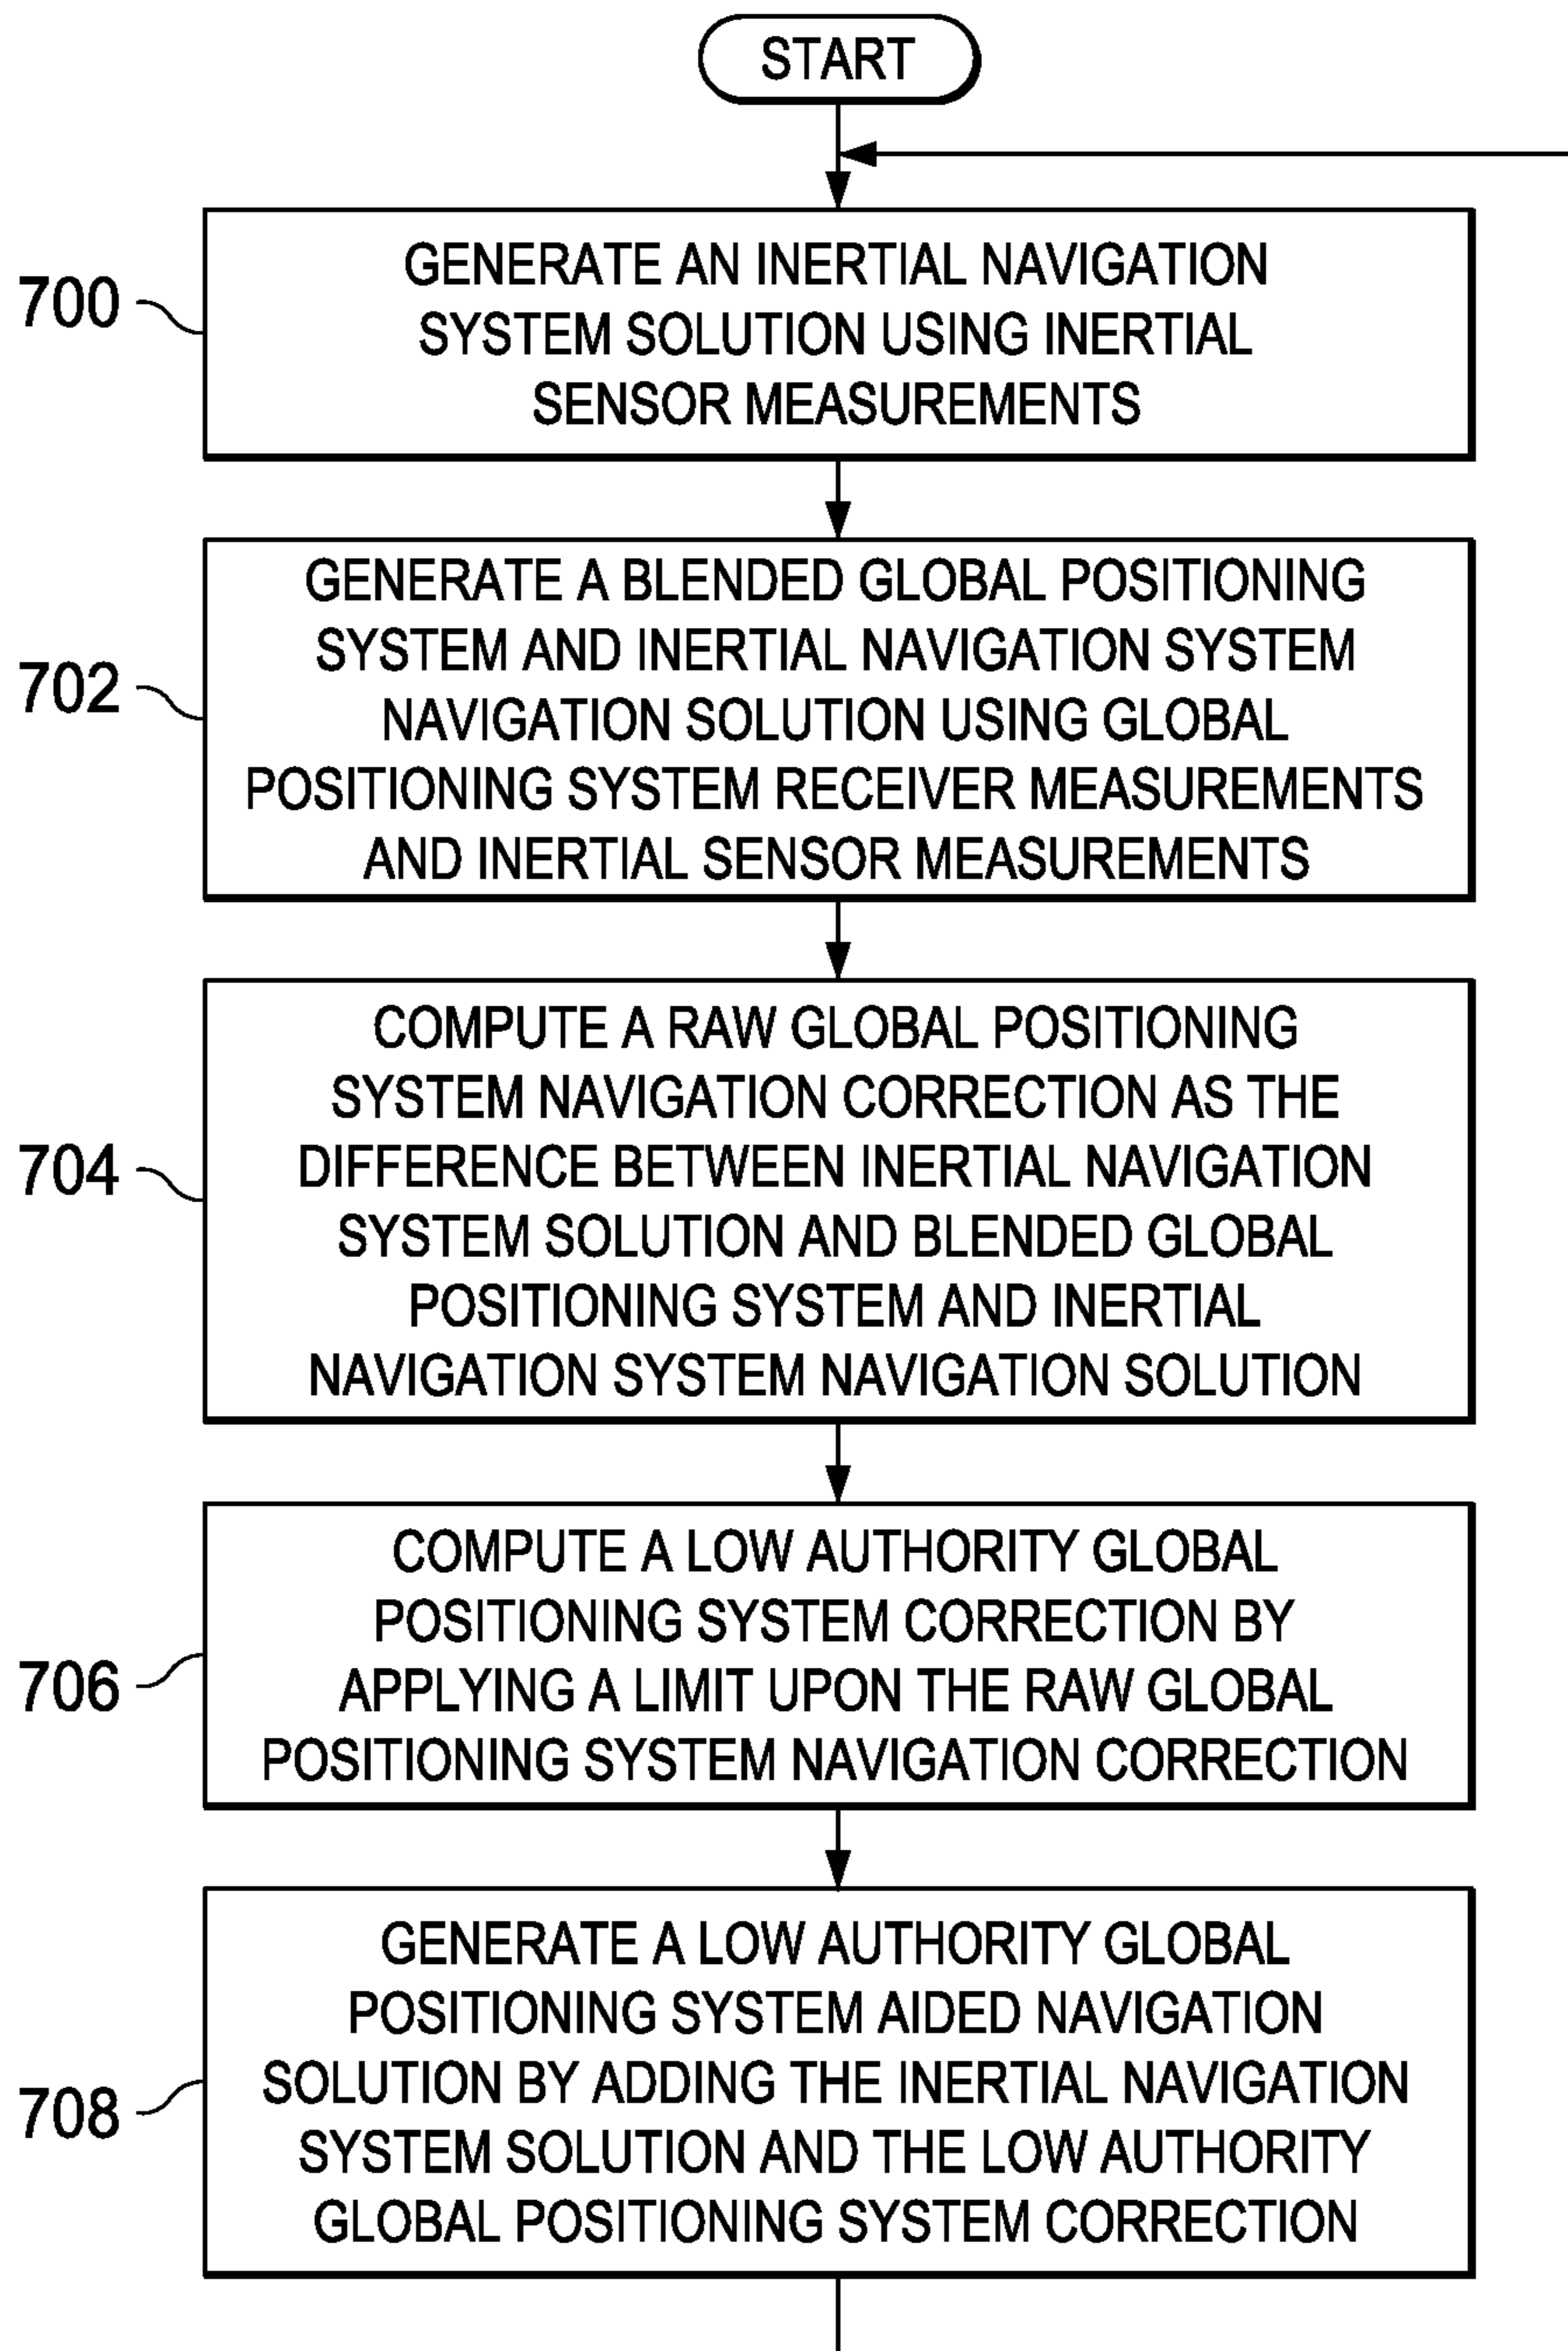 START
700
GENERATE AN INERTIAL NAVIGATION
SYSTEM SOLUTION USING INERTIAL
SENSOR MEASUREMENTS
702
GENERATE A BLENDED GLOBAL POSITIONING
SYSTEM AND INERTIAL NAVIGATION SYSTEM
NAVIGATION SOLUTION USING GLOBAL
POSITIONING SYSTEM RECEIVER MEASUREMENTS
AND INERTIAL SENSOR MEASUREMENTS
704
COMPUTE A RAW GLOBAL POSITIONING
SYSTEM NAVIGATION CORRECTION AS THE
DIFFERENCE BETWEEN INERTIAL NAVIGATION
SYSTEM SOLUTION AND BLENDED GLOBAL
POSITIONING SYSTEM AND INERTIAL
NAVIGATION SYSTEM NAVIGATION SOLUTION
706
COMPUTE A LOW AUTHORITY GLOBAL
POSITIONING SYSTEM CORRECTION BY
APPLYING A LIMIT UPON THE RAW GLOBAL
POSITIONING SYSTEM NAVIGATION CORRECTION
708
GENERATE A LOW AUTHORITY GLOBAL
POSITIONING SYSTEM AIDED NAVIGATION
SOLUTION BY ADDING THE INERTIAL NAVIGATION
SYSTEM SOLUTION AND THE LOW AUTHORITY
GLOBAL POSITIONING SYSTEM CORRECTION